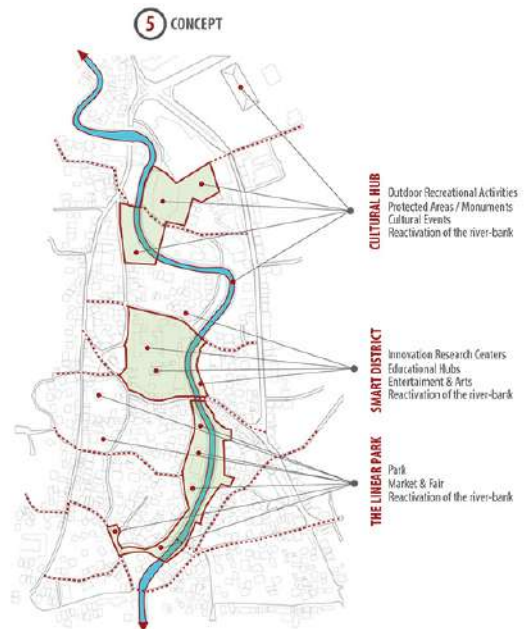 5 CONCEPT
CULTURAL HUB
Outdoor Recreational Activities
Protected Areas / Monuments
Cultural Events
Reactivation of the river-bank
SMART DISTRICT
Innovation Research Centers
Educational Hubs
Entertaiment & Arts
Reactivation of the river-bank
THE LINEAR PARK
Park
Market & Fair
Reactivation of the river-bank